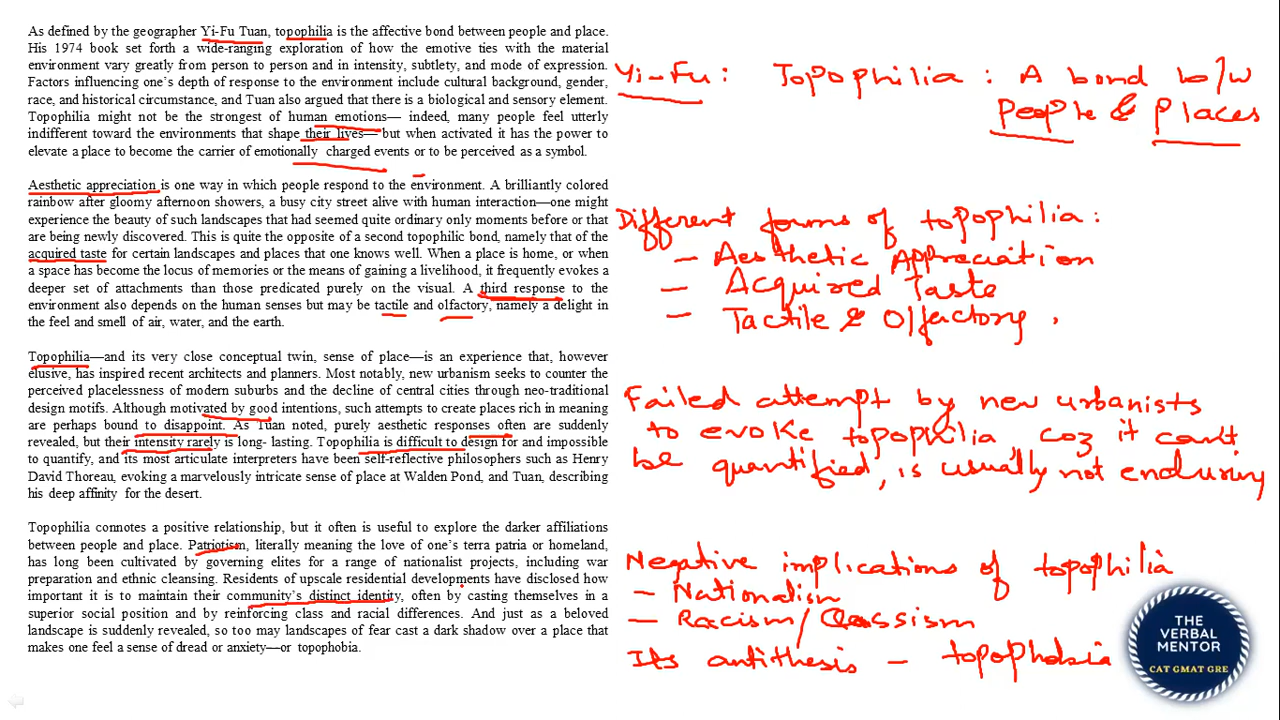 As defined by the geographer Yi-Fu Tuan, topophilia is the affective bond between people and place.
His 1974 book set forth a wide-ranging exploration of how the emotive ties with the material
environment vary greatly from person to person and in intensity, subtlety, and mode of expression.
Factors influencing one's depth of response to the environment include cultural background, gender,
race, and historical circumstance, and Tuan also argued that there is a biological and sensory element.
Topophilia might not be the strongest of human emotions— indeed, many people feel utterly
indifferent toward the environments that shape their lives— but when activated it has the power to
elevate a place to become the carrier of emotionally charged events or to be perceived as a symbol.
Aesthetic appreciation is one way in which people respond to the environment. A brilliantly colored
rainbow after gloomy afternoon showers, a busy city street alive with human interaction—one might
experience the beauty of such landscapes that had seemed quite ordinary only moments before or that
are being newly discovered. This is quite the opposite of a second topophilic bond, namely that of the
acquired taste for certain landscapes and places that one knows well. When a place is home, or when
a space has become the locus of memories or the means of gaining a livelihood, it frequently evokes a
deeper set of attachments than those predicated purely on the visual. A third response to the
environment also depends on the human senses but may be tactile and olfactory, namely a delight in
the feel and smell of air, water, and the earth.
Topophilia—and its very close conceptual twin, sense of place—is an experience that, however
elusive, has inspired recent architects and planners. Most notably, new urbanism seeks to counter the
perceived placelessness of modern suburbs and the decline of central cities through neo-traditional
design motifs. Although motivated by good intentions, such attempts to create places rich in meaning
are perhaps bound to disappoint. As Tuan noted, purely aesthetic responses often are suddenly
revealed, but their intensity rarely is long- lasting. Topophilia is difficult to design for and impossible
to quantify, and its most articulate interpreters have been self-reflective philosophers such as Henry
David Thoreau, evoking a marvelously intricate sense of place at Walden Pond, and Tuan, describing
his deep affinity for the desert.
Topophilia connotes a positive relationship, but it often is useful to explore the darker affiliations
between people and place. Patriotism, literally meaning the love of one's terra patria or homeland,
has long been cultivated by governing elites for a range of nationalist projects, including war
preparation and ethnic cleansing. Residents of upscale residential developments have disclosed how
important it is to maintain their community's distinct identity, often by casting themselves in a
superior social position and by reinforcing class and racial differences. And just as a beloved
landscape is suddenly revealed, so too may landscapes of fear cast a dark shadow over a place that
makes one feel a sense of dread or anxiety—or topophobia.
Yi-Fu: Topophilia: A bond b/w
People & Places
Different forms of topophilia:
- Aesthetic Appreciation
- Acquired Taste
- Tactile & Olfactory
Failed attempt by new urbanists
to evoke topophilia coz it can't
be quantified, is usually not enduring
Negative implications of topophilia
- Nationalism
- Racism/Classism
Its antithesis - topophobia
THE
VERBAL
MENTOR
CAT GMAT GRE